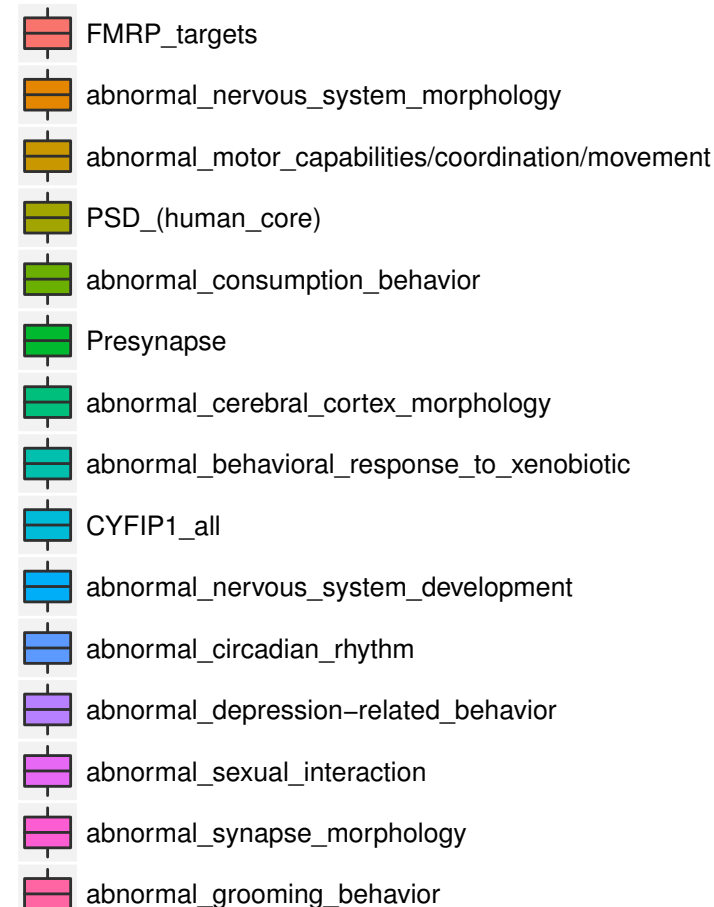 FMRP_targets
abnormal_nervous_system_morphology
abnormal_motor_capabilities/coordination/movement
PSD_(human_core)
abnormal_consumption_behavior
Presynapse
abnormal_cerebral_cortex_morphology
abnormal_behavioral_response_to_xenobiotic
CYFIP1_all
abnormal_nervous_system_development
abnormal_circadian_rhythm
abnormal_depression−related_behavior
abnormal_sexual_interaction
abnormal_synapse_morphology
abnormal_grooming_behavior